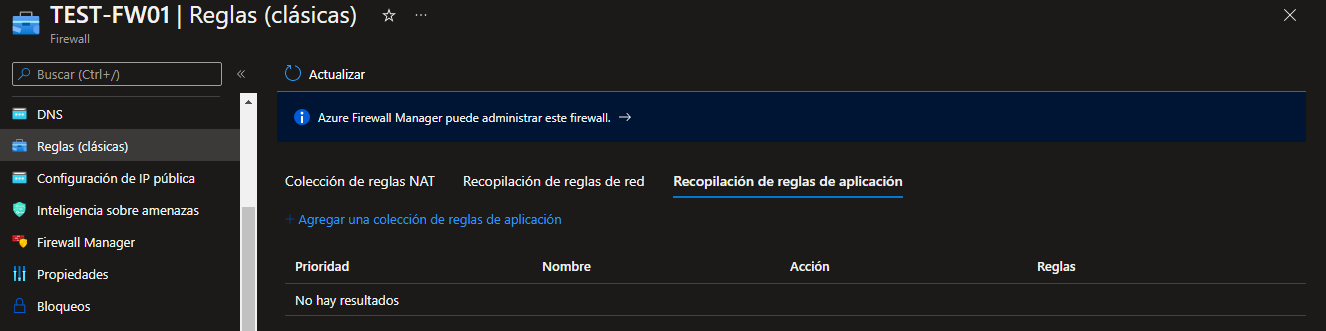 TEST-FW01 | Reglas (clásicas)
Firewall
Buscar (Ctrl+/)
Actualizar
DNS
Azure Firewall Manager puede administrar este firewall.
Reglas (clásicas)
Configuración de IP pública
Colección de reglas NAT
Recopilación de reglas de red
Recopilación de reglas de aplicación
Inteligencia sobre amenazas
+ Agregar una colección de reglas de aplicación
Firewall Manager
Prioridad
Nombre
Acción
Reglas
Propiedades
Bloqueos
No hay resultados